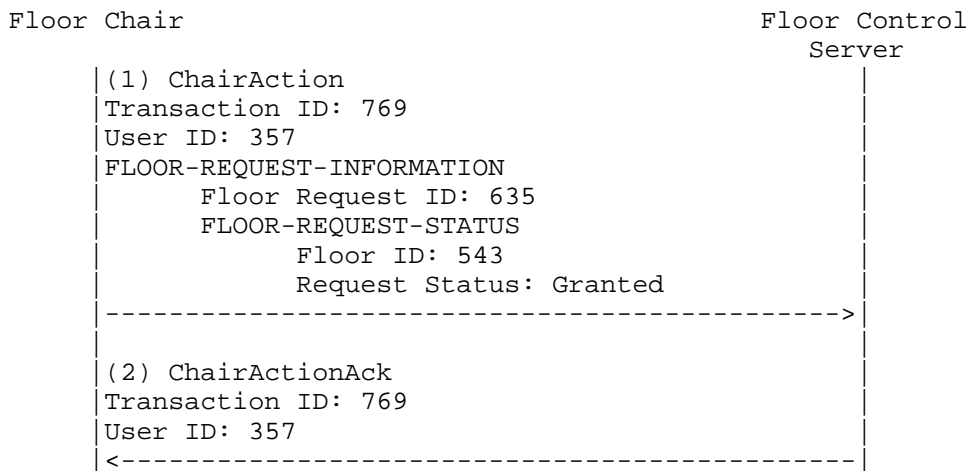 Floor Chair Floor Control
Server
|(1) ChairAction |
|Transaction ID: 769 |
|User ID: 357 |
|FLOOR-REQUEST-INFORMATION |
| Floor Request ID: 635 |
| FLOOR-REQUEST-STATUS |
| Floor ID: 543 |
| Request Status: Granted |
|---------------------------------------------->|
| |
|(2) ChairActionAck |
|Transaction ID: 769 |
|User ID: 357 |
|<----------------------------------------------|